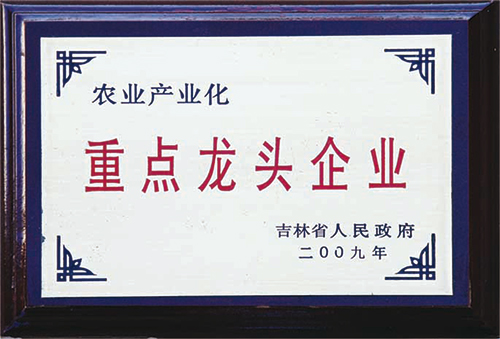 农业产业化
重点龙头企业
吉林省人民政府
二00九年